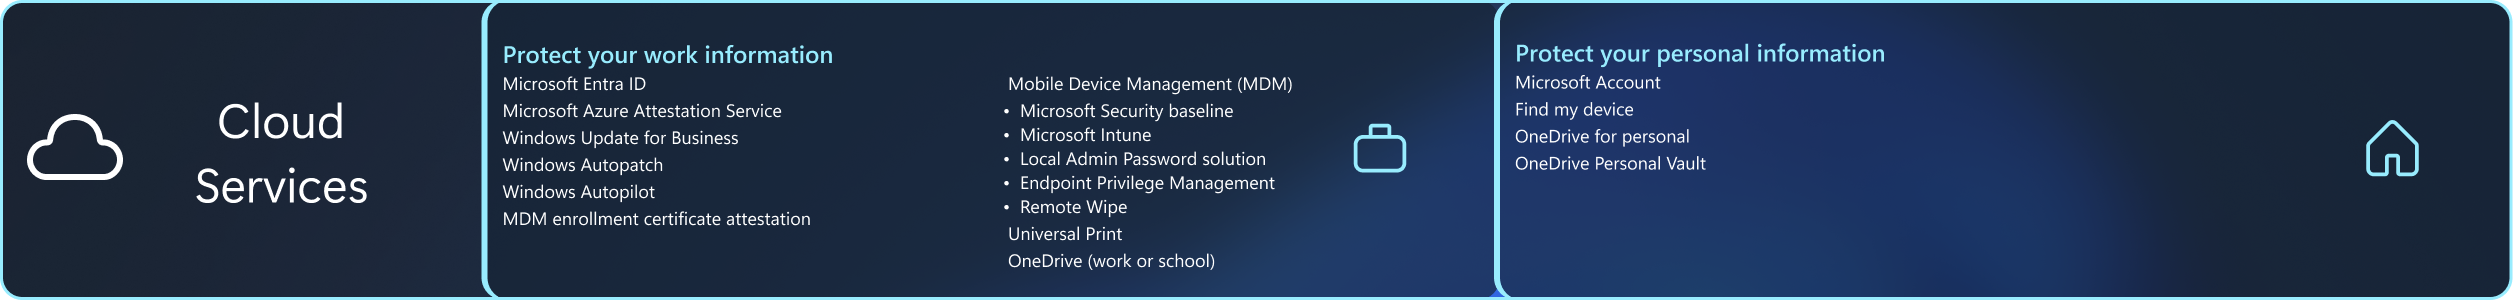 Cloud
Services
Protect your work information
Microsoft Entra ID
Microsoft Azure Attestation Service
Windows Update for Business
Windows Autopatch
Windows Autopilot
MDM enrollment certificate attestation
Mobile Device Management (MDM)
• Microsoft Security baseline
• Microsoft Intune
• Local Admin Password solution
• Endpoint Privilege Management
• Remote Wipe
Universal Print
OneDrive (work or school)
Protect your personal information
Microsoft Account
Find my device
OneDrive for personal
OneDrive Personal Vault